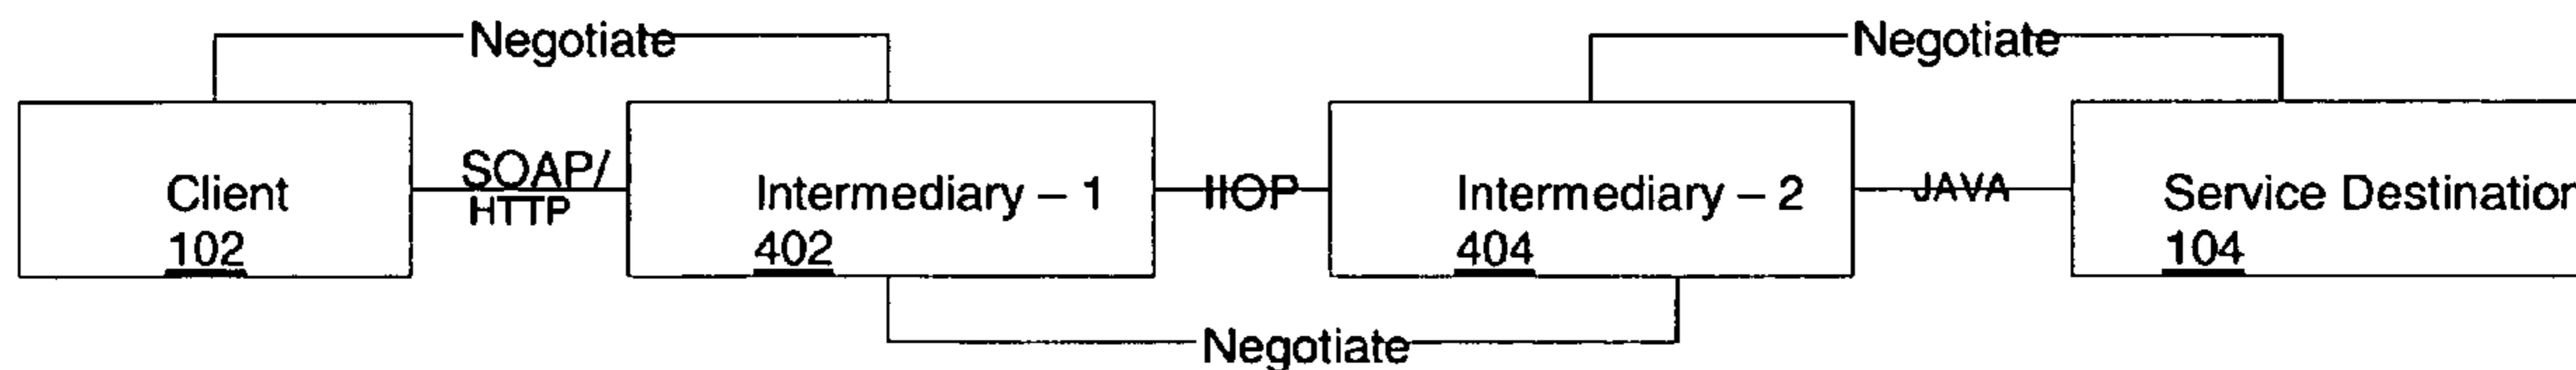 Negotiate
Negotiate
Client
102
SOAP/
HTTP
Intermediary – 1
402
IIOP
Intermediary – 2
404
JAVA
Service Destination
104
Negotiate